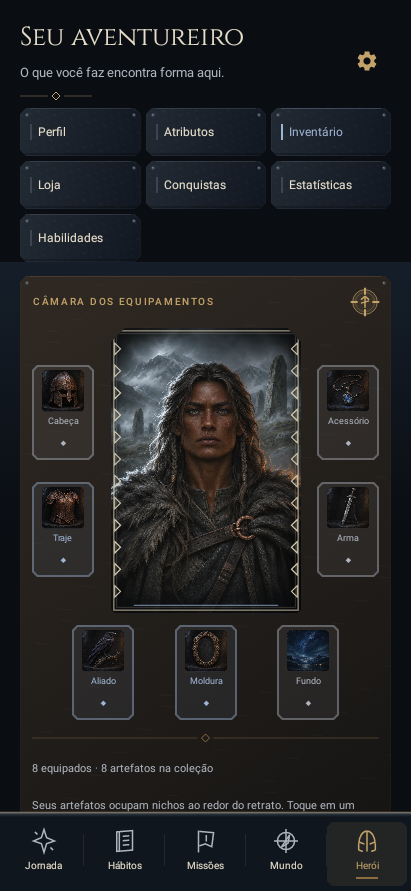 Seu aventureiro
O que você faz encontra forma aqui.
Perfil
Atributos
Inventário
Loja
Conquistas
Estatísticas
Habilidades
CÂMARA DOS EQUIPAMENTOS
Cabeça
Acessório
Traje
Arma
Aliado
Moldura
Fundo
8 equipados · 8 artefatos na coleção
Seus artefatos ocupam nichos ao redor do retrato. Toque em um
Jornada
Hábitos
Missões
Mundo
Herói